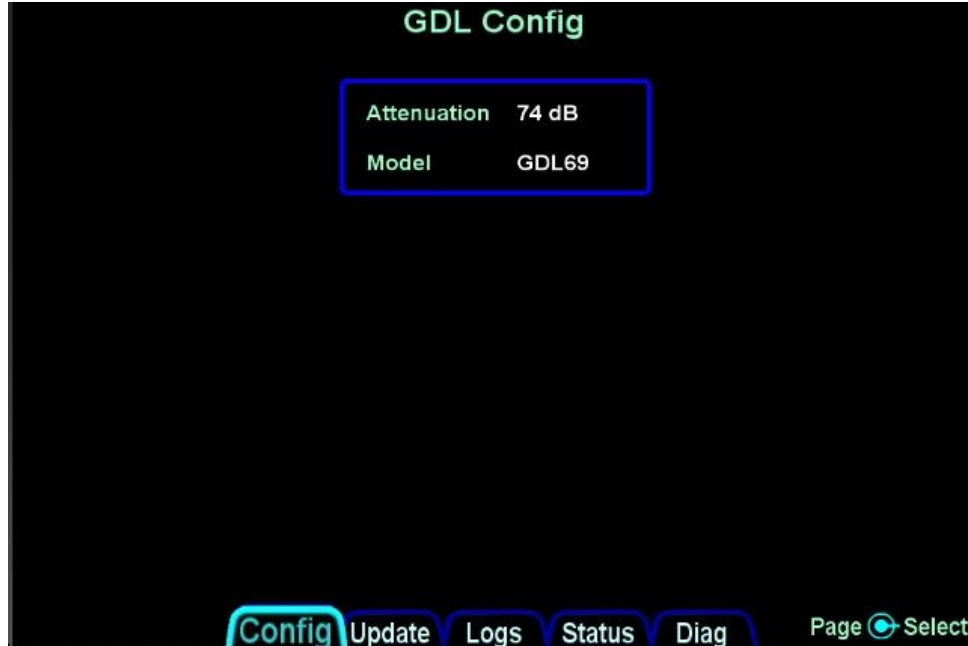 GDL Config
Attenuation 74 dB
Model GDL69
Config Update Logs Status Diag Page Select